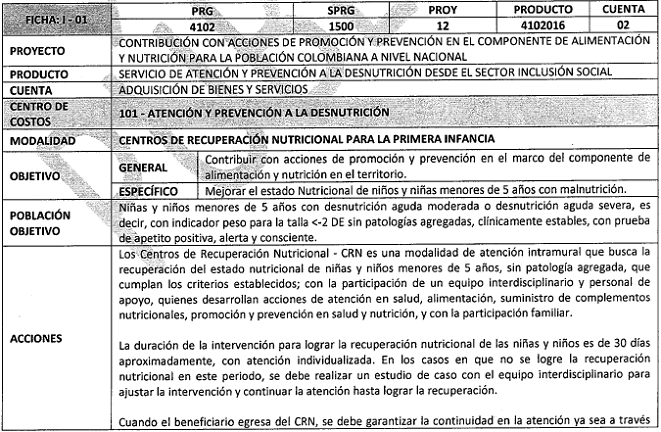 FICHA: I - 01 PRG SPRG PROY PRODUCTO CUENTA
4102 1500 12 4102016 02
PROYECTO CONTRIBUCIÓN CON ACCIONES DE PROMOCIÓN Y PREVENCIÓN EN EL COMPONENTE DE ALIMENTACIÓN
Y NUTRICIÓN PARA LA POBLACIÓN COLOMBIANA A NIVEL NACIONAL
PRODUCTO SERVICIO DE ATENCIÓN Y PREVENCIÓN A LA DESNUTRICIÓN DESDE EL SECTOR INCLUSIÓN SOCIAL
CUENTA ADQUISICIÓN DE BIENES Y SERVICIOS
CENTRO DE
COSTOS 101 - ATENCIÓN Y PREVENCIÓN A LA DESNUTRICIÓN
MODALIDAD CENTROS DE RECUPERACIÓN NUTRICIONAL PARA LA PRIMERA INFANCIA
OBJETIVO GENERAL Contribuir con acciones de promoción y prevención en el marco del componente de
alimentación y nutrición en el territorio.
ESPECÍFICO Mejorar el estado Nutricional de niños y niñas menores de 5 años con malnutrición.
POBLACIÓN
OBJETIVO
Niñas y niños menores de 5 años con desnutrición aguda moderada o desnutrición aguda severa, es
decir, con indicador peso para la talla <-2 DE sin patologías agregadas, clínicamente estables, con prueba
de apetito positiva, alerta y consciente.
ACCIONES
Los Centros de Recuperación Nutricional - CRN es una modalidad de atención intramural que busca la
recuperación del estado nutricional de niñas y niños menores de 5 años, sin patología agregada, que
cumplan los criterios establecidos; con la participación de un equipo interdisciplinario y personal de
apoyo, quienes desarrollan acciones de atención en salud, alimentación, suministro de complementos
nutricionales, promoción y prevención en salud y nutrición, y con la participación familiar.
La duración de la intervención para lograr la recuperación nutricional de las niñas y niños es de 30 días
aproximadamente, con atención individualizada. En los casos en que no se logre la recuperación
nutricional en este periodo, se debe realizar un estudio de caso con el equipo interdisciplinario para
ajustar la intervención y continuar la atención hasta lograr la recuperación.
Cuando el beneficiario egresa del CRN, se debe garantizar la continuidad en la atención ya sea a través